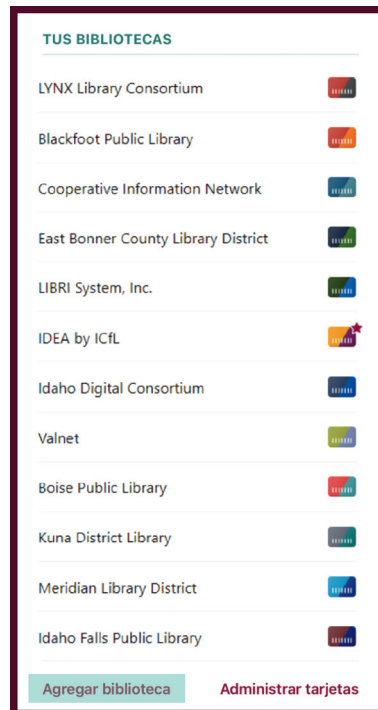 TUS BIBLIOTECAS
LYNX Library Consortium
Blackfoot Public Library
Cooperative Information Network
East Bonner County Library District
LIBRI System, Inc.
IDEA by ICfL
Idaho Digital Consortium
Valnet
Boise Public Library
Kuna District Library
Meridian Library District
Idaho Falls Public Library
Agregar biblioteca Administrar tarjetas